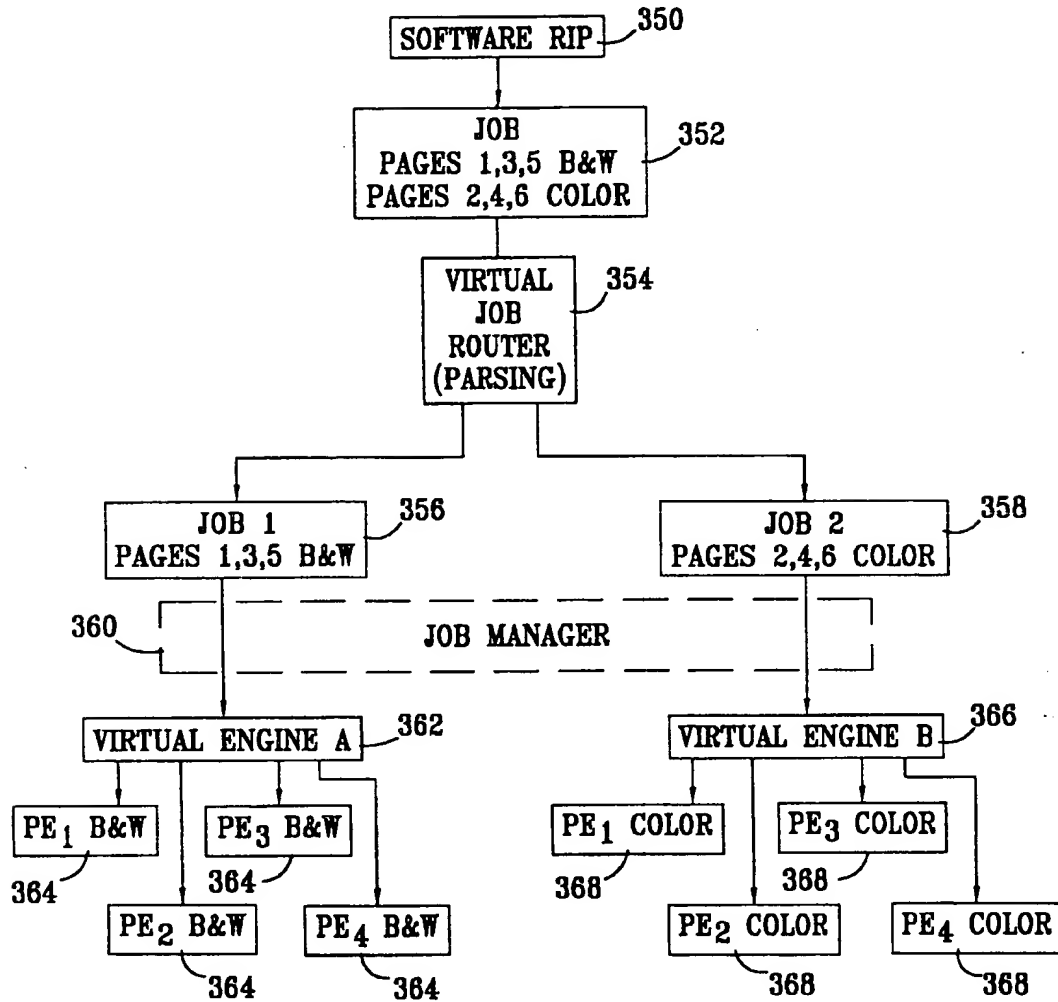 350
SOFTWARE RIP
352
JOB
PAGES 1,3,5 B&W
PAGES 2,4,6 COLOR
354
VIRTUAL
JOB
ROUTER
(PARSING)
356
JOB 1
PAGES 1,3,5 B&W
358
JOB 2
PAGES 2,4,6 COLOR
360
JOB MANAGER
VIRTUAL ENGINE A
362
VIRTUAL ENGINE B
366
PE1 B&W
364
PE3 B&W
364
PE2 B&W
364
PE4 B&W
364
PE1 COLOR
368
PE3 COLOR
368
PE2 COLOR
368
PE4 COLOR
368